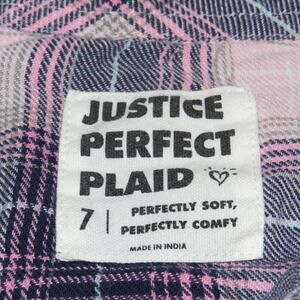 JUSTICE
PERFECT
PLAID
7 | PERFECTLY SOFT,
PERFECTLY COMFY
MADE IN INDIA